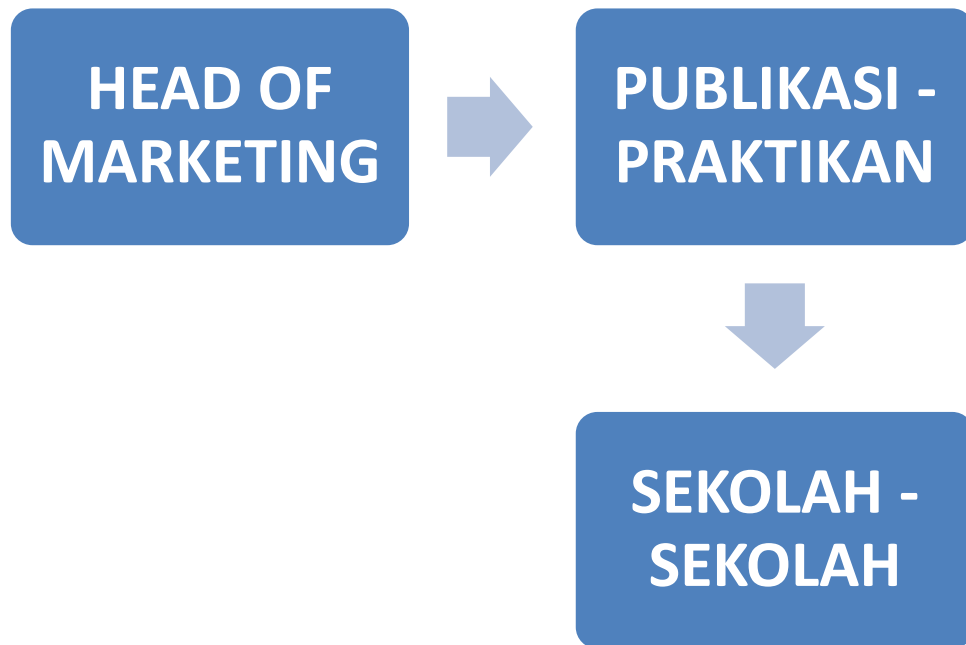 HEAD OF
MARKETING
PUBLIKASI -
PRAKTIKAN
SEKOLAH -
SEKOLAH